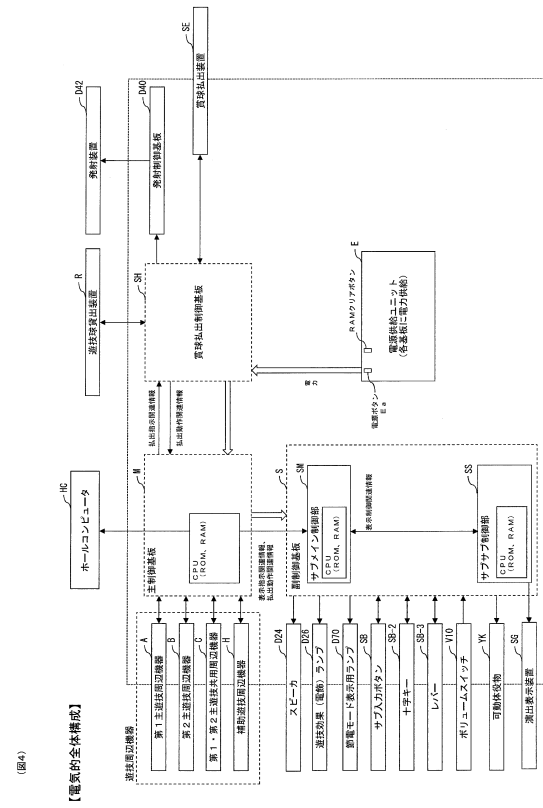 (図4)
【電気的全体構成】
HC
ホールコンピュータ
R
遊技球貸出装置
D42
発射装置
D40
発射制御基板
SE
賞球払出装置
遊技周辺機器
A
第1主遊技周辺機器
B
第2主遊技周辺機器
C
第1・第2主遊技共用周辺機器
H
補助遊技周辺機器
M
主制御基板
CPU
(ROM、RAM)
払出指示関連情報
払出動作関連情報
SH
賞球払出制御基板
表示指示関連情報、
払出動作関連情報
電力
E
RAMクリアボタン
電源ボタン
Ea
電源供給ユニット
(各基板に電力供給)
S
副制御基板
SM
サブメイン制御部
CPU
(ROM、RAM)
表示制御関連情報
SS
サブサブ制御部
CPU
(ROM、RAM)
D24
スピーカ
D26
遊技効果(電飾)ランプ
D70
節電モード表示用ランプ
SB
サブ入力ボタン
SB-2
十字キー
SB-3
レバー
V10
ボリュームスイッチ
YK
可動体役物
SG
演出表示装置